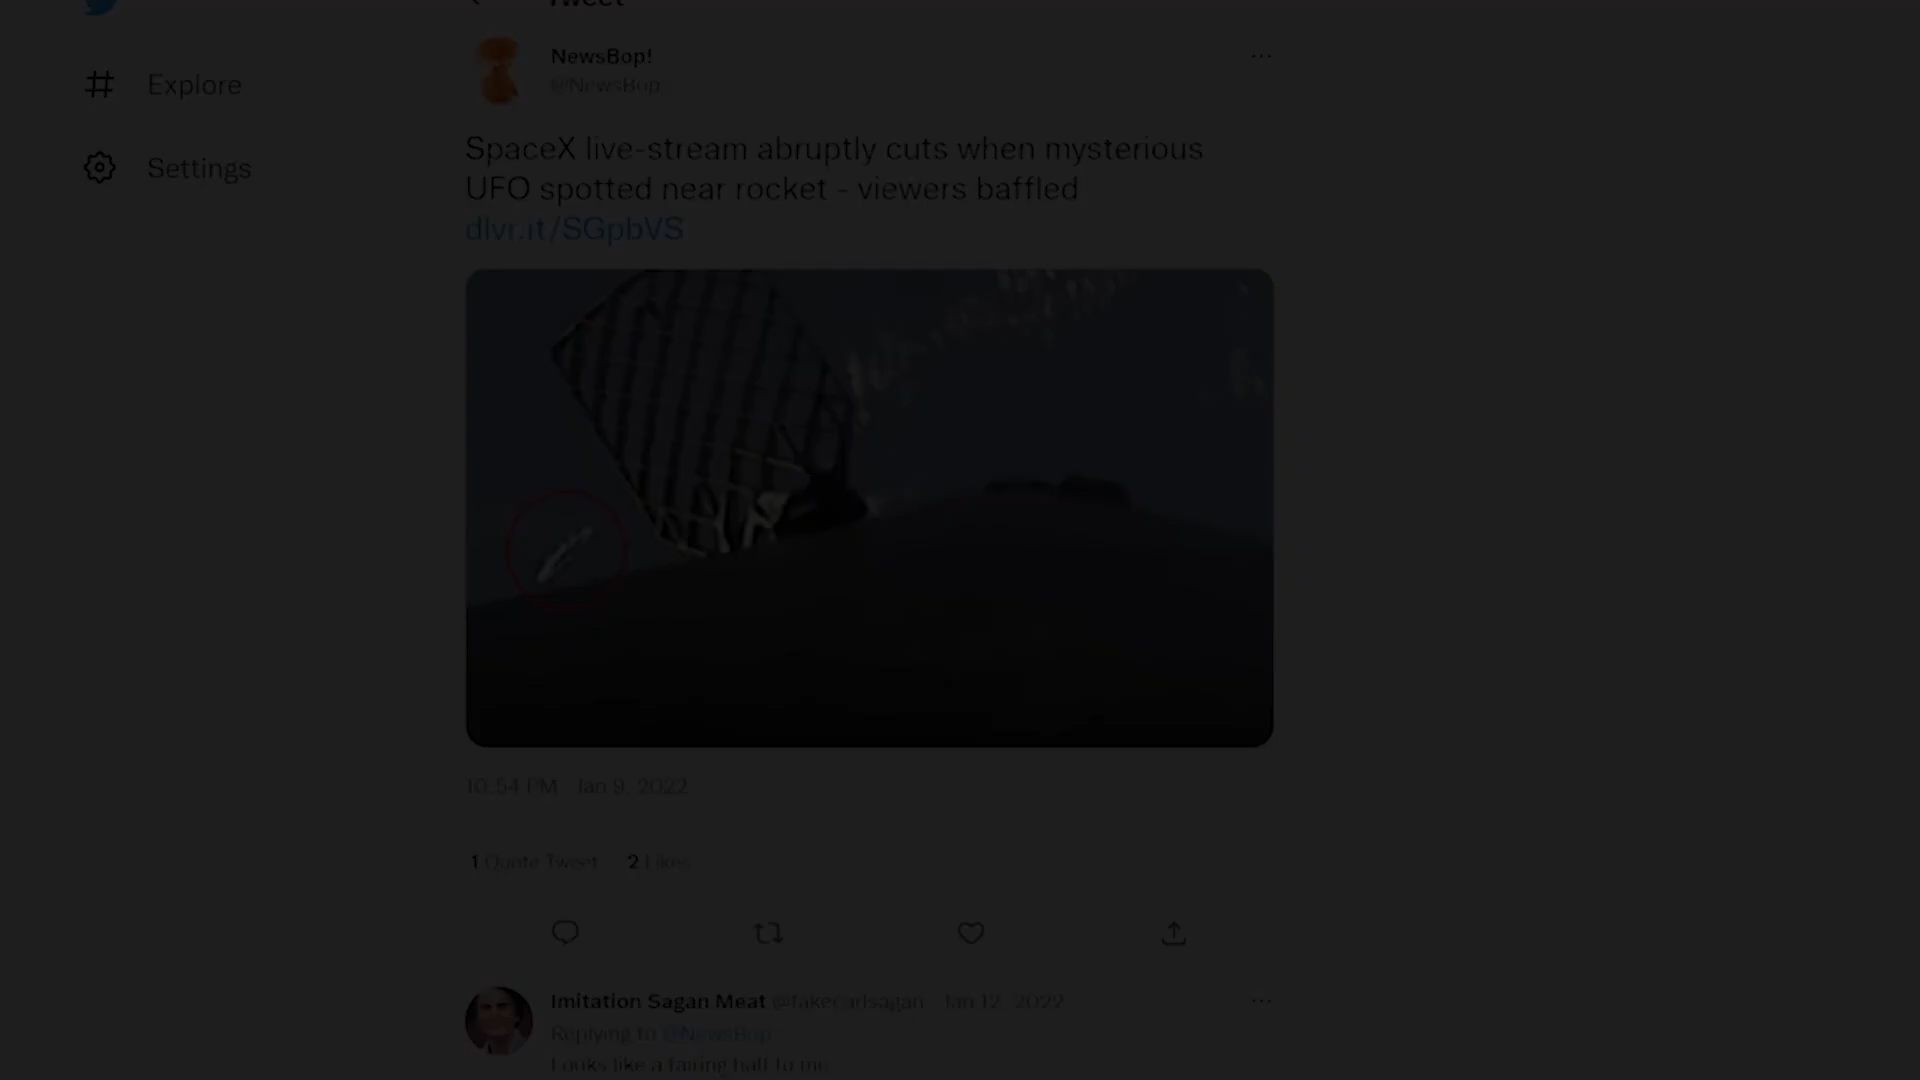 Tweet
NewsBop!
@NewsBop
Explore
Settings
SpaceX live-stream abruptly cuts when mysterious
UFO spotted near rocket - viewers baffled
dlvr.it/SGpbVS
10:54 PM · Jan 9, 2022
1 Quote Tweet 2 Likes
Imitation Sagan Meat @fakecarlsagan · Jan 12, 2022
Replying to @NewsBop
Looks like a fairing half to me